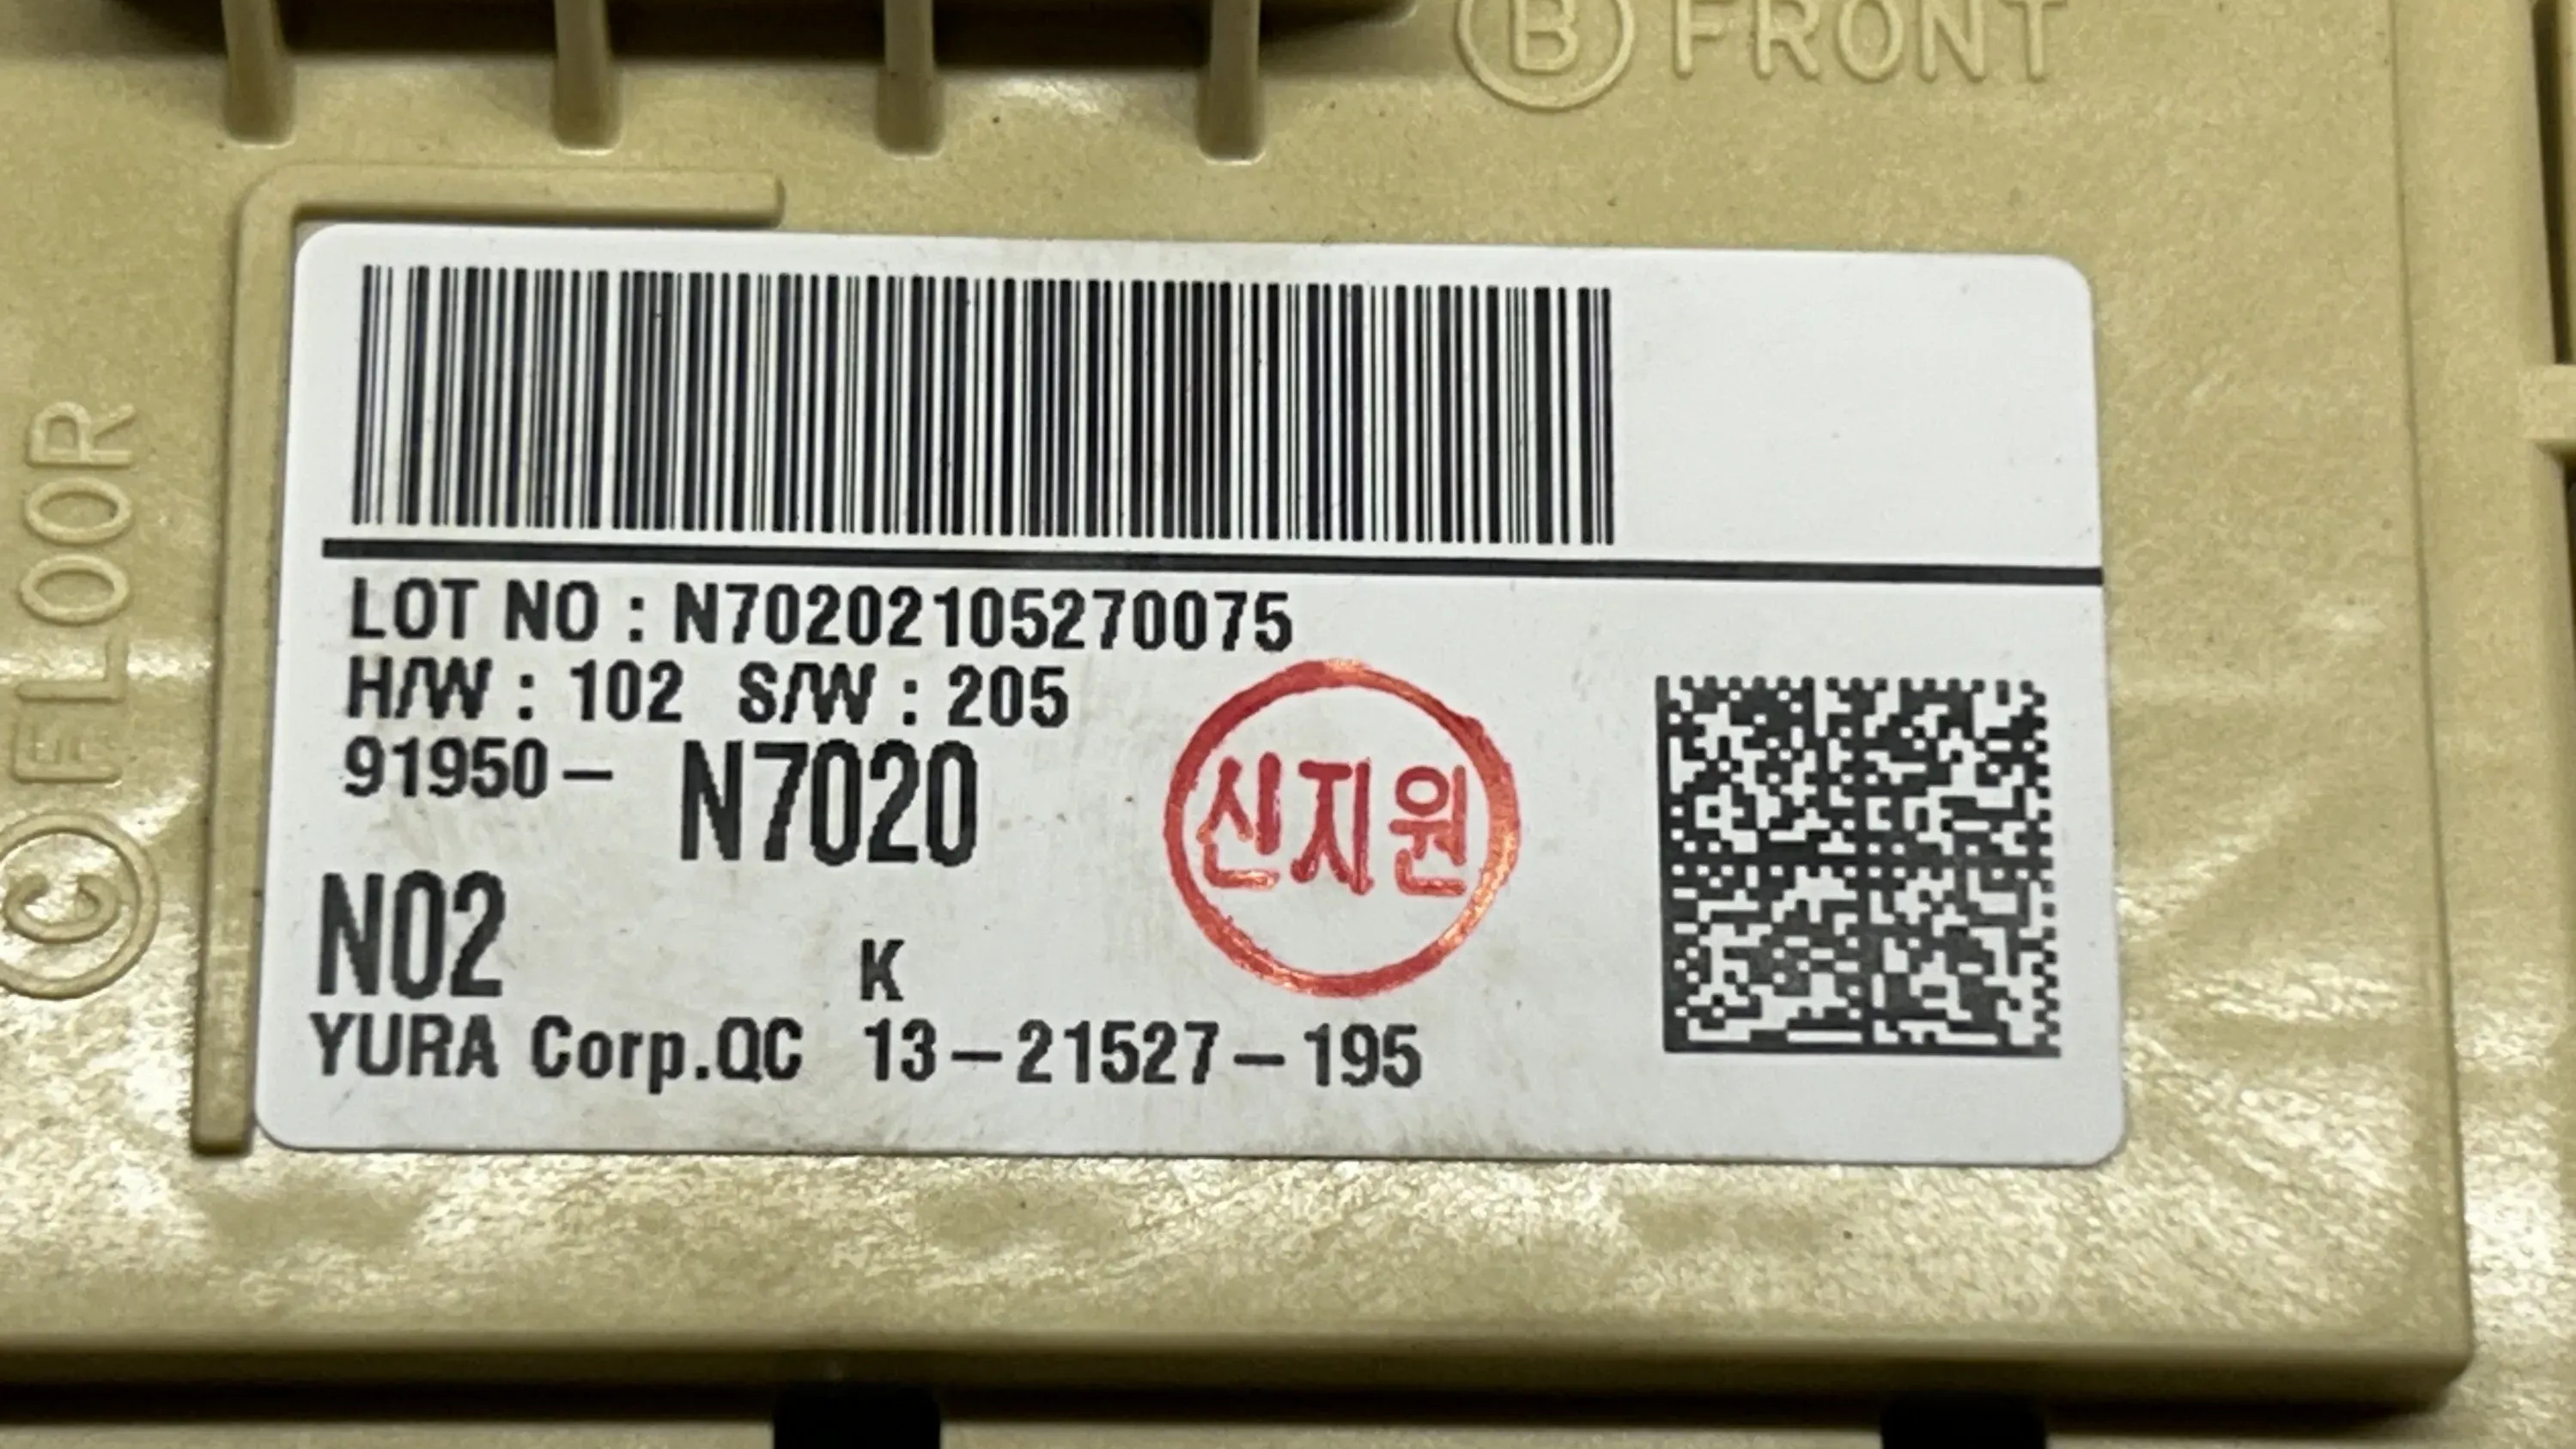 Ⓑ FRONT
Ⓒ FLOOR
LOT NO : N70202105270075
H/W : 102 S/W : 205
91950- N7020
신지원
N02
K
YURA Corp.QC 13-21527-195